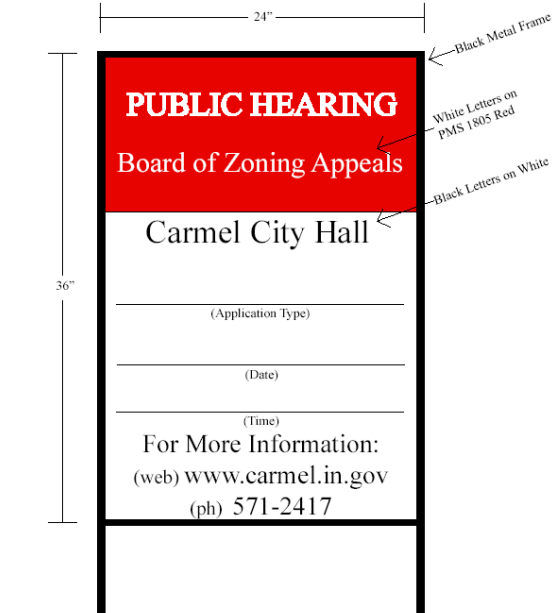 24”
Black Metal Frame
PUBLIC HEARING
White Letters on
PMS 1805 Red
Board of Zoning Appeals
Black Letters on White
Carmel City Hall
36”
(Application Type)
(Date)
(Time)
For More Information:
(web) www.carmel.in.gov
(ph) 571-2417